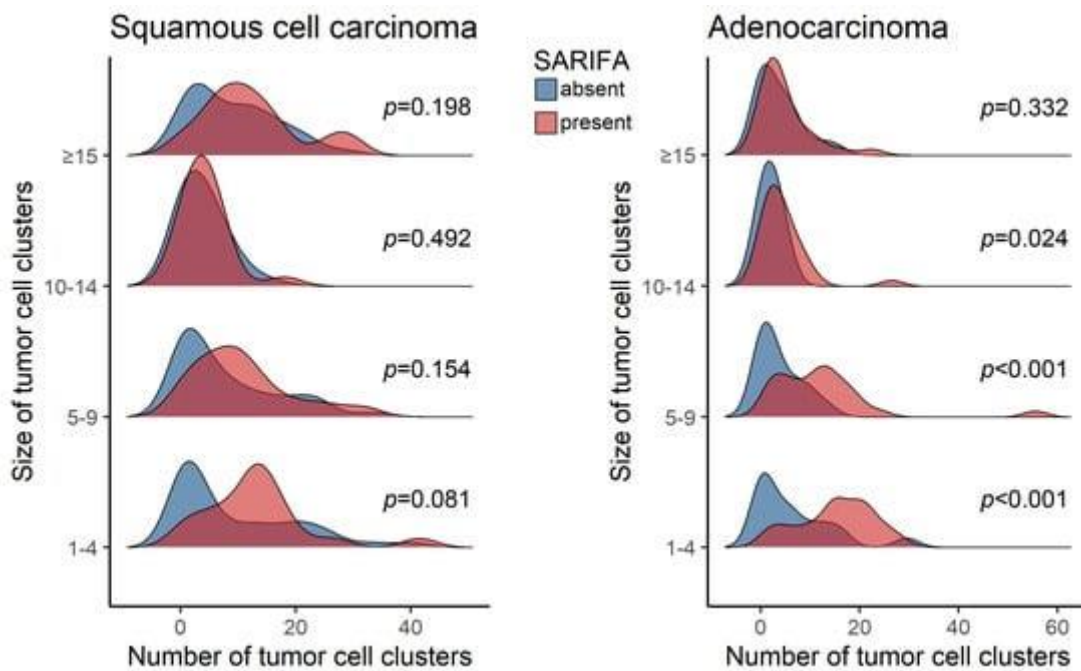 Squamous cell carcinoma
Size of tumor cell clusters
≥15
10-14
5-9
1-4
p=0.198
p=0.492
p=0.154
p=0.081
0 20 40
Number of tumor cell clusters
SARIFA
absent
present
Adenocarcinoma
Size of tumor cell clusters
≥15
10-14
5-9
1-4
p=0.332
p=0.024
p<0.001
p<0.001
0 20 40 60
Number of tumor cell clusters